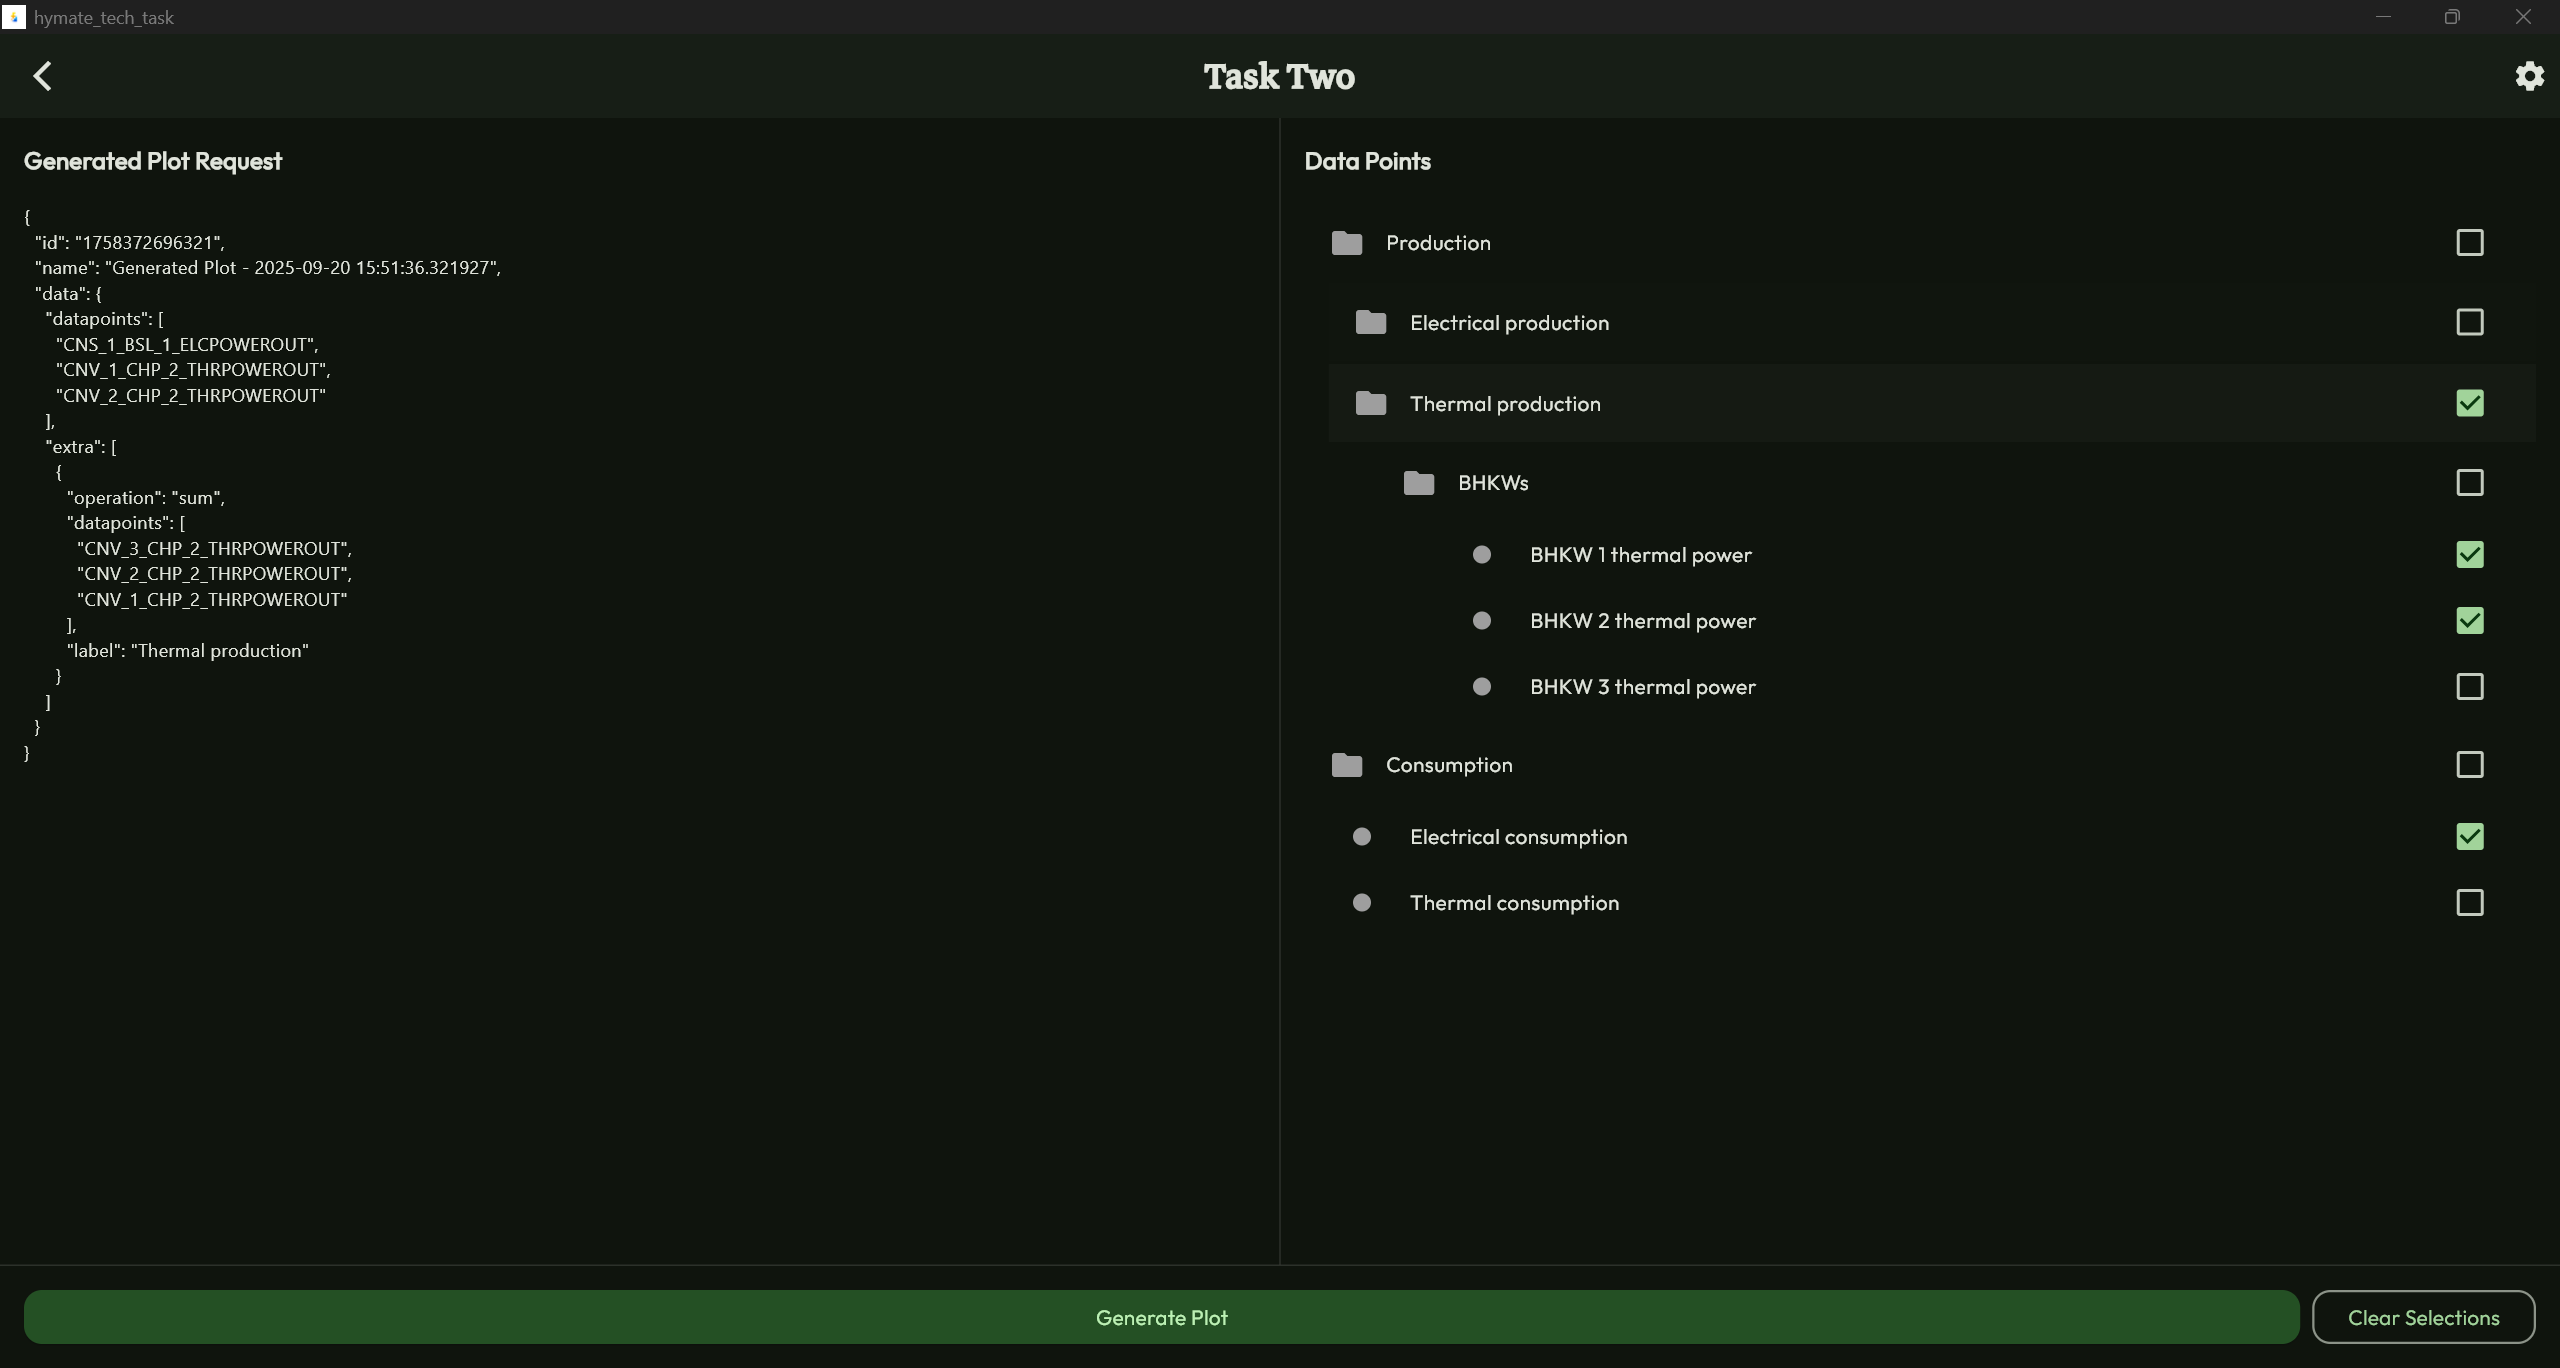 hymate_tech_task
Task Two
Generated Plot Request
{
"id": "1758372696321",
"name": "Generated Plot - 2025-09-20 15:51:36.321927",
"data": {
"datapoints": [
"CNS_1_BSL_1_ELCPOWEROUT",
"CNV_1_CHP_2_THRPOWEROUT",
"CNV_2_CHP_2_THRPOWEROUT"
],
"extra": [
{
"operation": "sum",
"datapoints": [
"CNV_3_CHP_2_THRPOWEROUT",
"CNV_2_CHP_2_THRPOWEROUT",
"CNV_1_CHP_2_THRPOWEROUT"
],
"label": "Thermal production"
}
]
}
}
Data Points
Production
Electrical production
Thermal production
BHKWs
BHKW 1 thermal power
BHKW 2 thermal power
BHKW 3 thermal power
Consumption
Electrical consumption
Thermal consumption
Generate Plot
Clear Selections